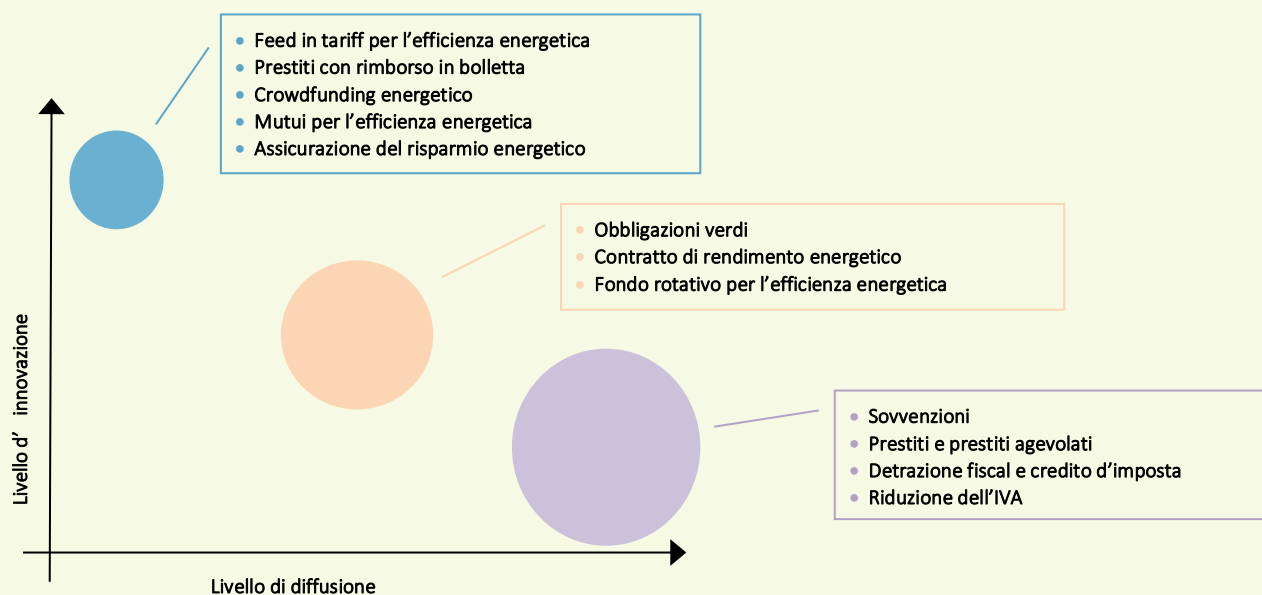 Feed in tariff per l’efficienza energetica
Prestiti con rimborso in bolletta
Crowdfunding energetico
Mutui per l’efficienza energetica
Assicurazione del risparmio energetico
Obbligazioni verdi
Contratto di rendimento energetico
Fondo rotativo per l’efficienza energetica
Sovvenzioni
Prestiti e prestiti agevolati
Detrazione fiscal e credito d’imposta
Riduzione dell’IVA
Livello d’ innovazione
Livello di diffusione